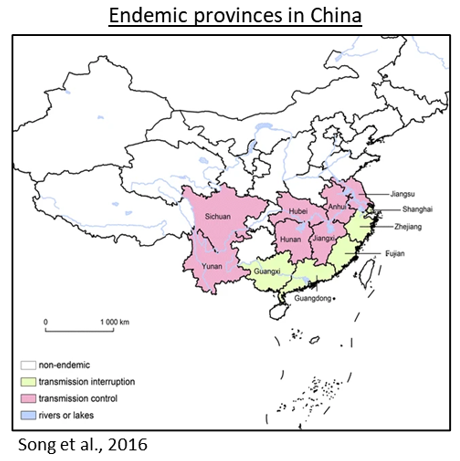 Endemic provinces in China
Jiangsu
Anhui
Shanghai
Sichuan
Hubei
Zhejiang
Hunan
Jiangxi
Fujian
Yunan
Guangxi
Guangdong
0 1 000 km
non-endemic
transmission interruption
transmission control
rivers or lakes
Song et al., 2016